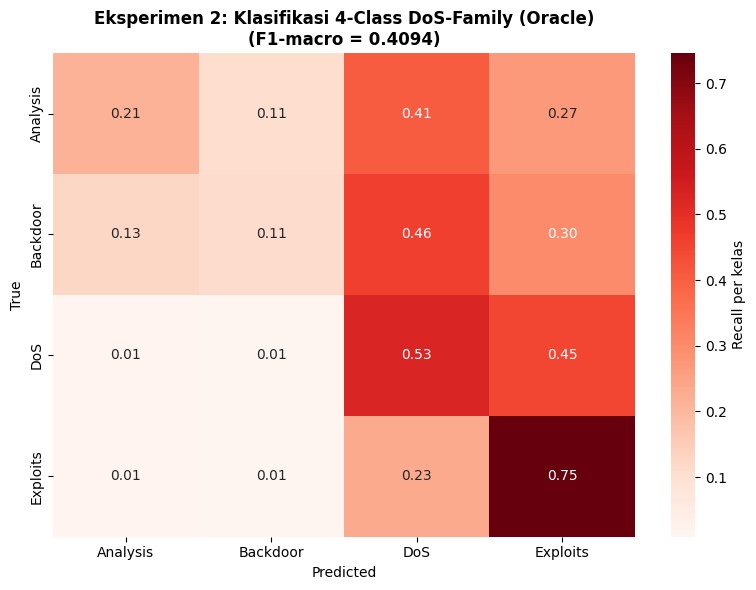 Eksperimen 2: Klasifikasi 4-Class DoS-Family (Oracle)
(F1-macro = 0.4094)
True
Analysis 0.21 0.11 0.41 0.27
Backdoor 0.13 0.11 0.46 0.30
DoS 0.01 0.01 0.53 0.45
Exploits 0.01 0.01 0.23 0.75
Analysis Backdoor DoS Exploits
Predicted
0.7
0.6
0.5
0.4
0.3
0.2
0.1
Recall per kelas